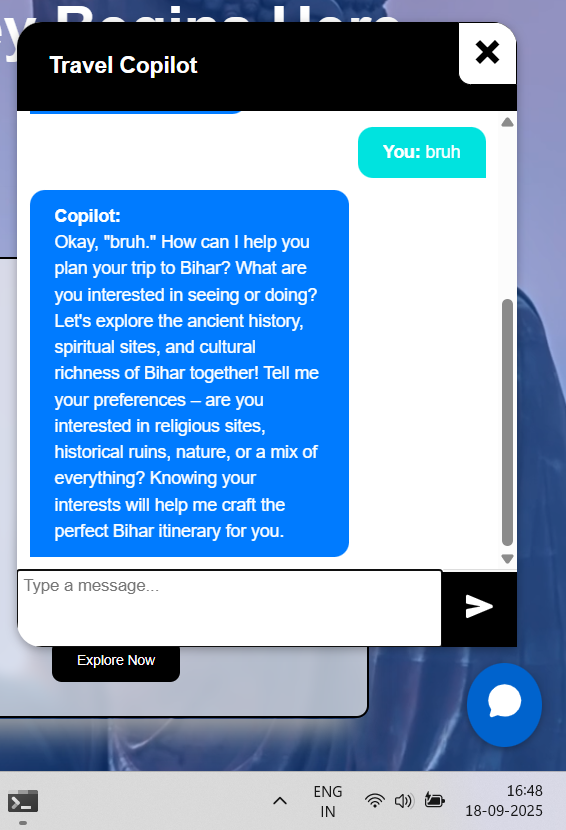 Travel Copilot
You: bruh
Copilot:
Okay, "bruh." How can I help you
plan your trip to Bihar? What are
you interested in seeing or doing?
Let's explore the ancient history,
spiritual sites, and cultural
richness of Bihar together! Tell me
your preferences – are you
interested in religious sites,
historical ruins, nature, or a mix of
everything? Knowing your
interests will help me craft the
perfect Bihar itinerary for you.
Type a message...
Explore Now
ENG
IN
16:48
18-09-2025